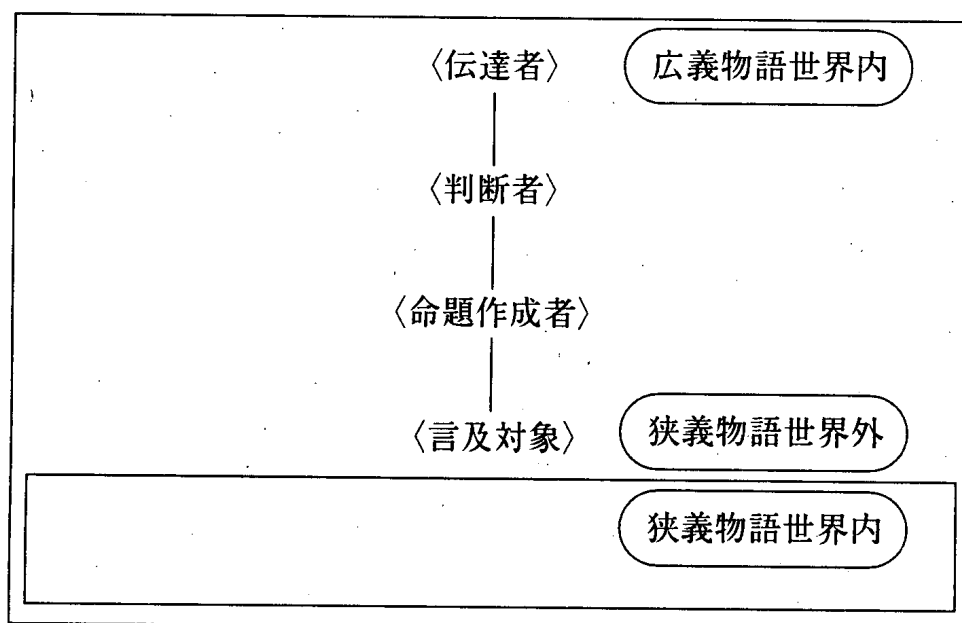 〈伝達者〉 広義物語世界内
〈判断者〉
〈命題作成者〉
〈言及対象〉 狭義物語世界外
狭義物語世界内